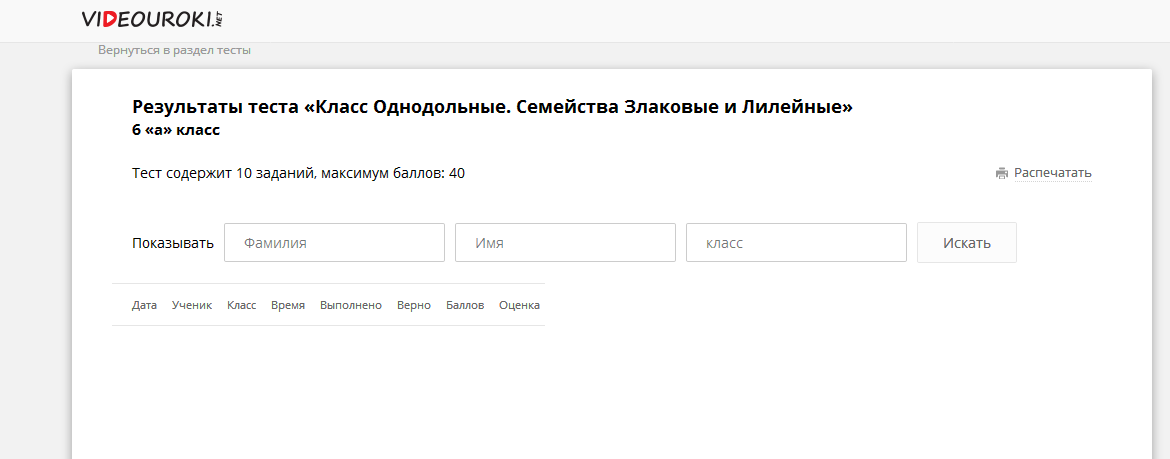 VIDEOUROKI.NET
Вернуться в раздел тесты
Результаты теста «Класс Однодольные. Семейства Злаковые и Лилейные»
6 «а» класс
Тест содержит 10 заданий, максимум баллов: 40
Распечатать
Показывать Фамилия Имя класс Искать
Дата Ученик Класс Время Выполнено Верно Баллов Оценка